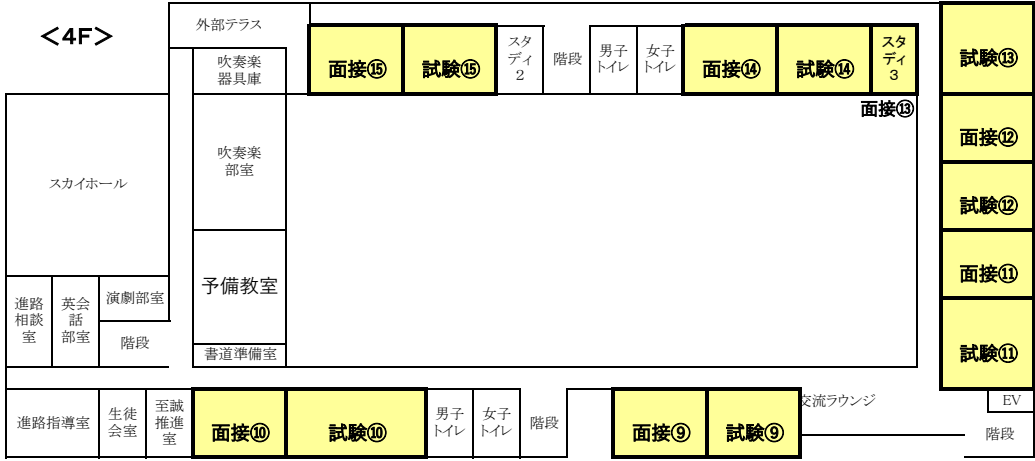 <4F>
外部テラス
吹奏楽
器具庫
面接⑮
試験⑮
スタ
ディ
2
階段
男子
トイレ
女子
トイレ
面接⑭
試験⑭
スタ
ディ
3
試験⑬
面接⑬
スカイホール
吹奏楽
部室
面接⑫
試験⑫
面接⑪
試験⑪
予備教室
書道準備室
進路
相談
室
英会
話
部室
演劇部室
階段
進路指導室
生徒
会室
至誠
推進
室
面接⑩
試験⑩
男子
トイレ
女子
トイレ
階段
面接⑨
試験⑨
交流ラウンジ
EV
階段